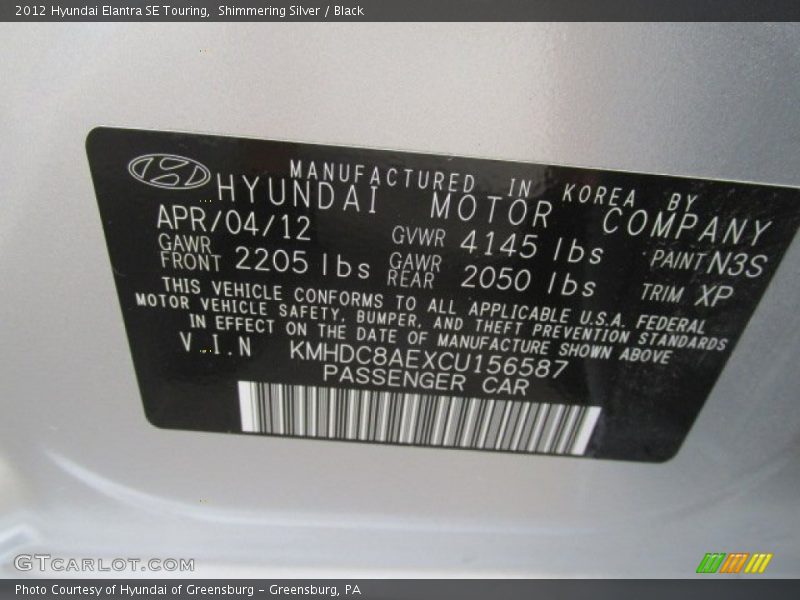 2012 Hyundai Elantra SE Touring,  Shimmering Silver / Black
MANUFACTURED IN KOREA BY
HYUNDAI MOTOR COMPANY
APR/04/12 GVWR 4145 lbs PAINT N3S
GAWR FRONT 2205 lbs GAWR REAR 2050 lbs TRIM XP
THIS VEHICLE CONFORMS TO ALL APPLICABLE U.S.A. FEDERAL
MOTOR VEHICLE SAFETY, BUMPER, AND THEFT PREVENTION STANDARDS
IN EFFECT ON THE DATE OF MANUFACTURE SHOWN ABOVE
V.I.N KMHDC8AEXCU156587
PASSENGER CAR
GTCARLOT.COM
Photo Courtesy of Hyundai of Greensburg - Greensburg, PA